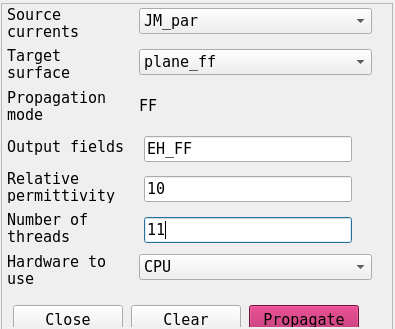 Source currents JM_par
Target surface plane_ff
Propagation mode FF
Output fields EH_FF
Relative permittivity 10
Number of threads 11
Hardware to use CPU
Close Clear Propagate